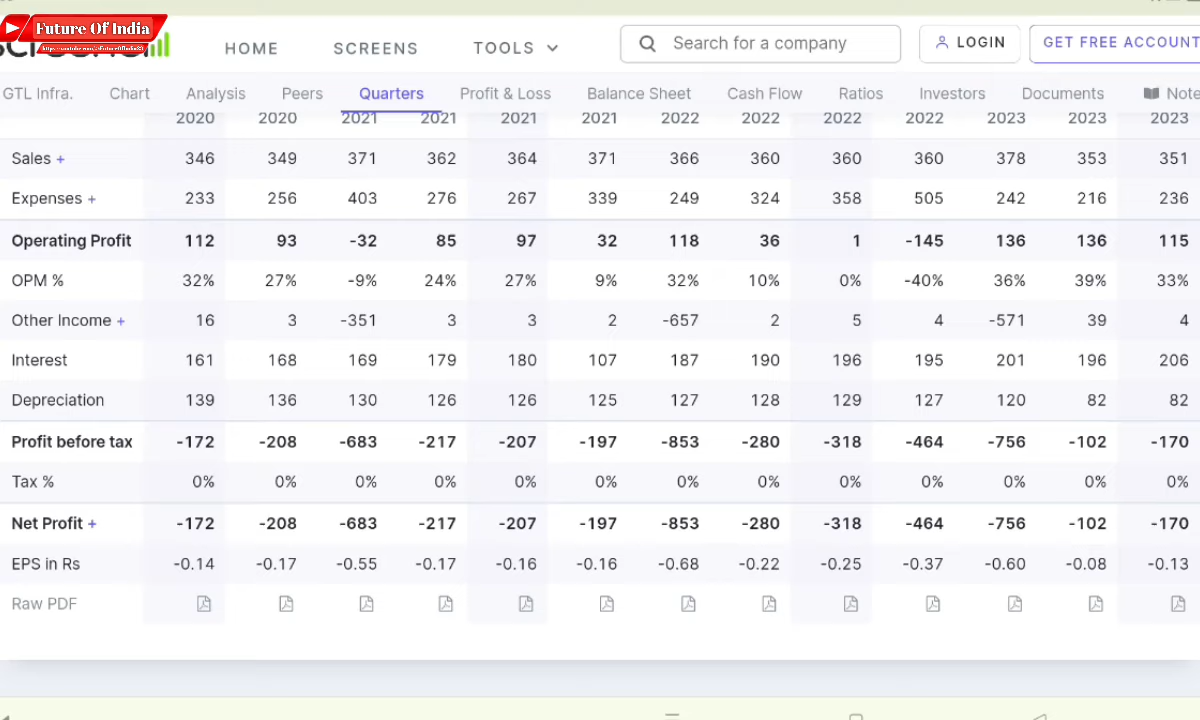 Future Of India
HOME SCREENS TOOLS Search for a company LOGIN GET FREE ACCOUNT
GTL Infra. Chart Analysis Peers Quarters Profit & Loss Balance Sheet Cash Flow Ratios Investors Documents Note
2020 2020 2021 2021 2021 2021 2022 2022 2022 2022 2023 2023 2023
Sales + 346 349 371 362 364 371 366 360 360 360 378 353 351
Expenses + 233 256 403 276 267 339 249 324 358 505 242 216 236
Operating Profit 112 93 -32 85 97 32 118 36 1 -145 136 136 115
OPM % 32% 27% -9% 24% 27% 9% 32% 10% 0% -40% 36% 39% 33%
Other Income + 16 3 -351 3 3 2 -657 2 5 4 -571 39 4
Interest 161 168 169 179 180 107 187 190 196 195 201 196 206
Depreciation 139 136 130 126 126 125 127 128 129 127 120 82 82
Profit before tax -172 -208 -683 -217 -207 -197 -853 -280 -318 -464 -756 -102 -170
Tax % 0% 0% 0% 0% 0% 0% 0% 0% 0% 0% 0% 0% 0%
Net Profit + -172 -208 -683 -217 -207 -197 -853 -280 -318 -464 -756 -102 -170
EPS in Rs -0.14 -0.17 -0.55 -0.17 -0.16 -0.16 -0.68 -0.22 -0.25 -0.37 -0.60 -0.08 -0.13
Raw PDF